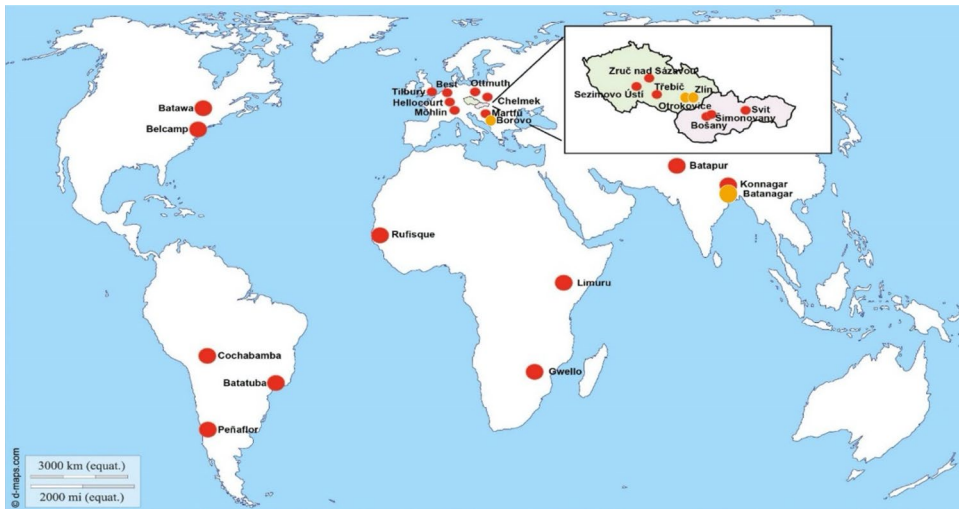 Zruč nad Sázavou
Sezimovo Ústí
Třebíč
Zlín
Otrokovice
Svit
Šimonovany
Bošany
Tilbury
Best
Ottmuth
Hellocourt
Chelmek
Möhlin
Martfű
Borovo
Batawa
Belcamp
Batapur
Konnagar
Batanagar
Rufisque
Limuru
Cochabamba
Gwello
Batatuba
Peñaflor
3000 km (equat.)
2000 mi (equat.)
© d-maps.com